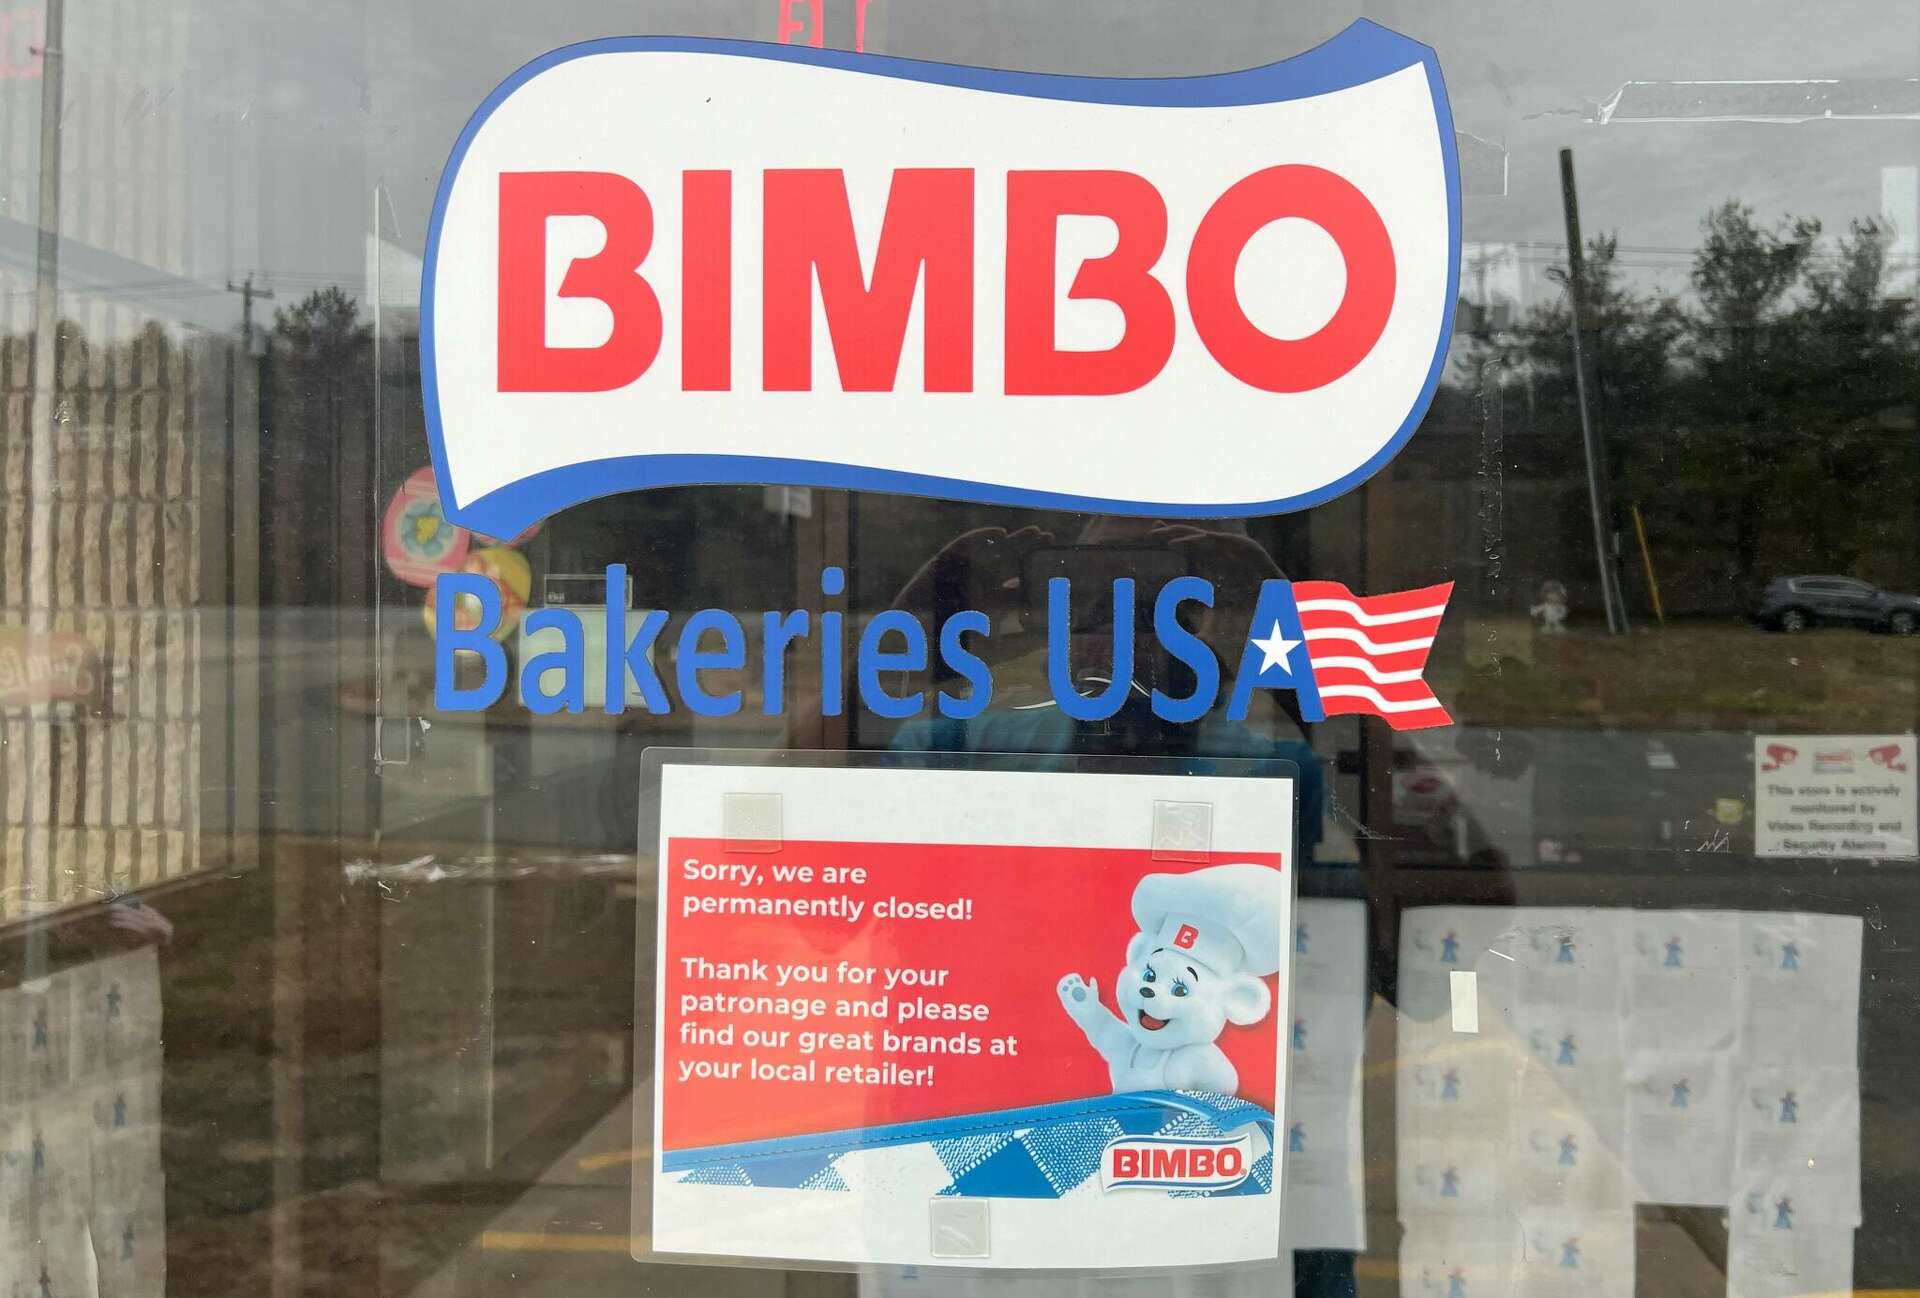 BIMBO
Bakeries USA
Sorry, we are
permanently closed!
Thank you for your
patronage and please
find our great brands at
your local retailer!
B
BIMBO
This store is actively
monitored by
Video Recording and
Security Alarms